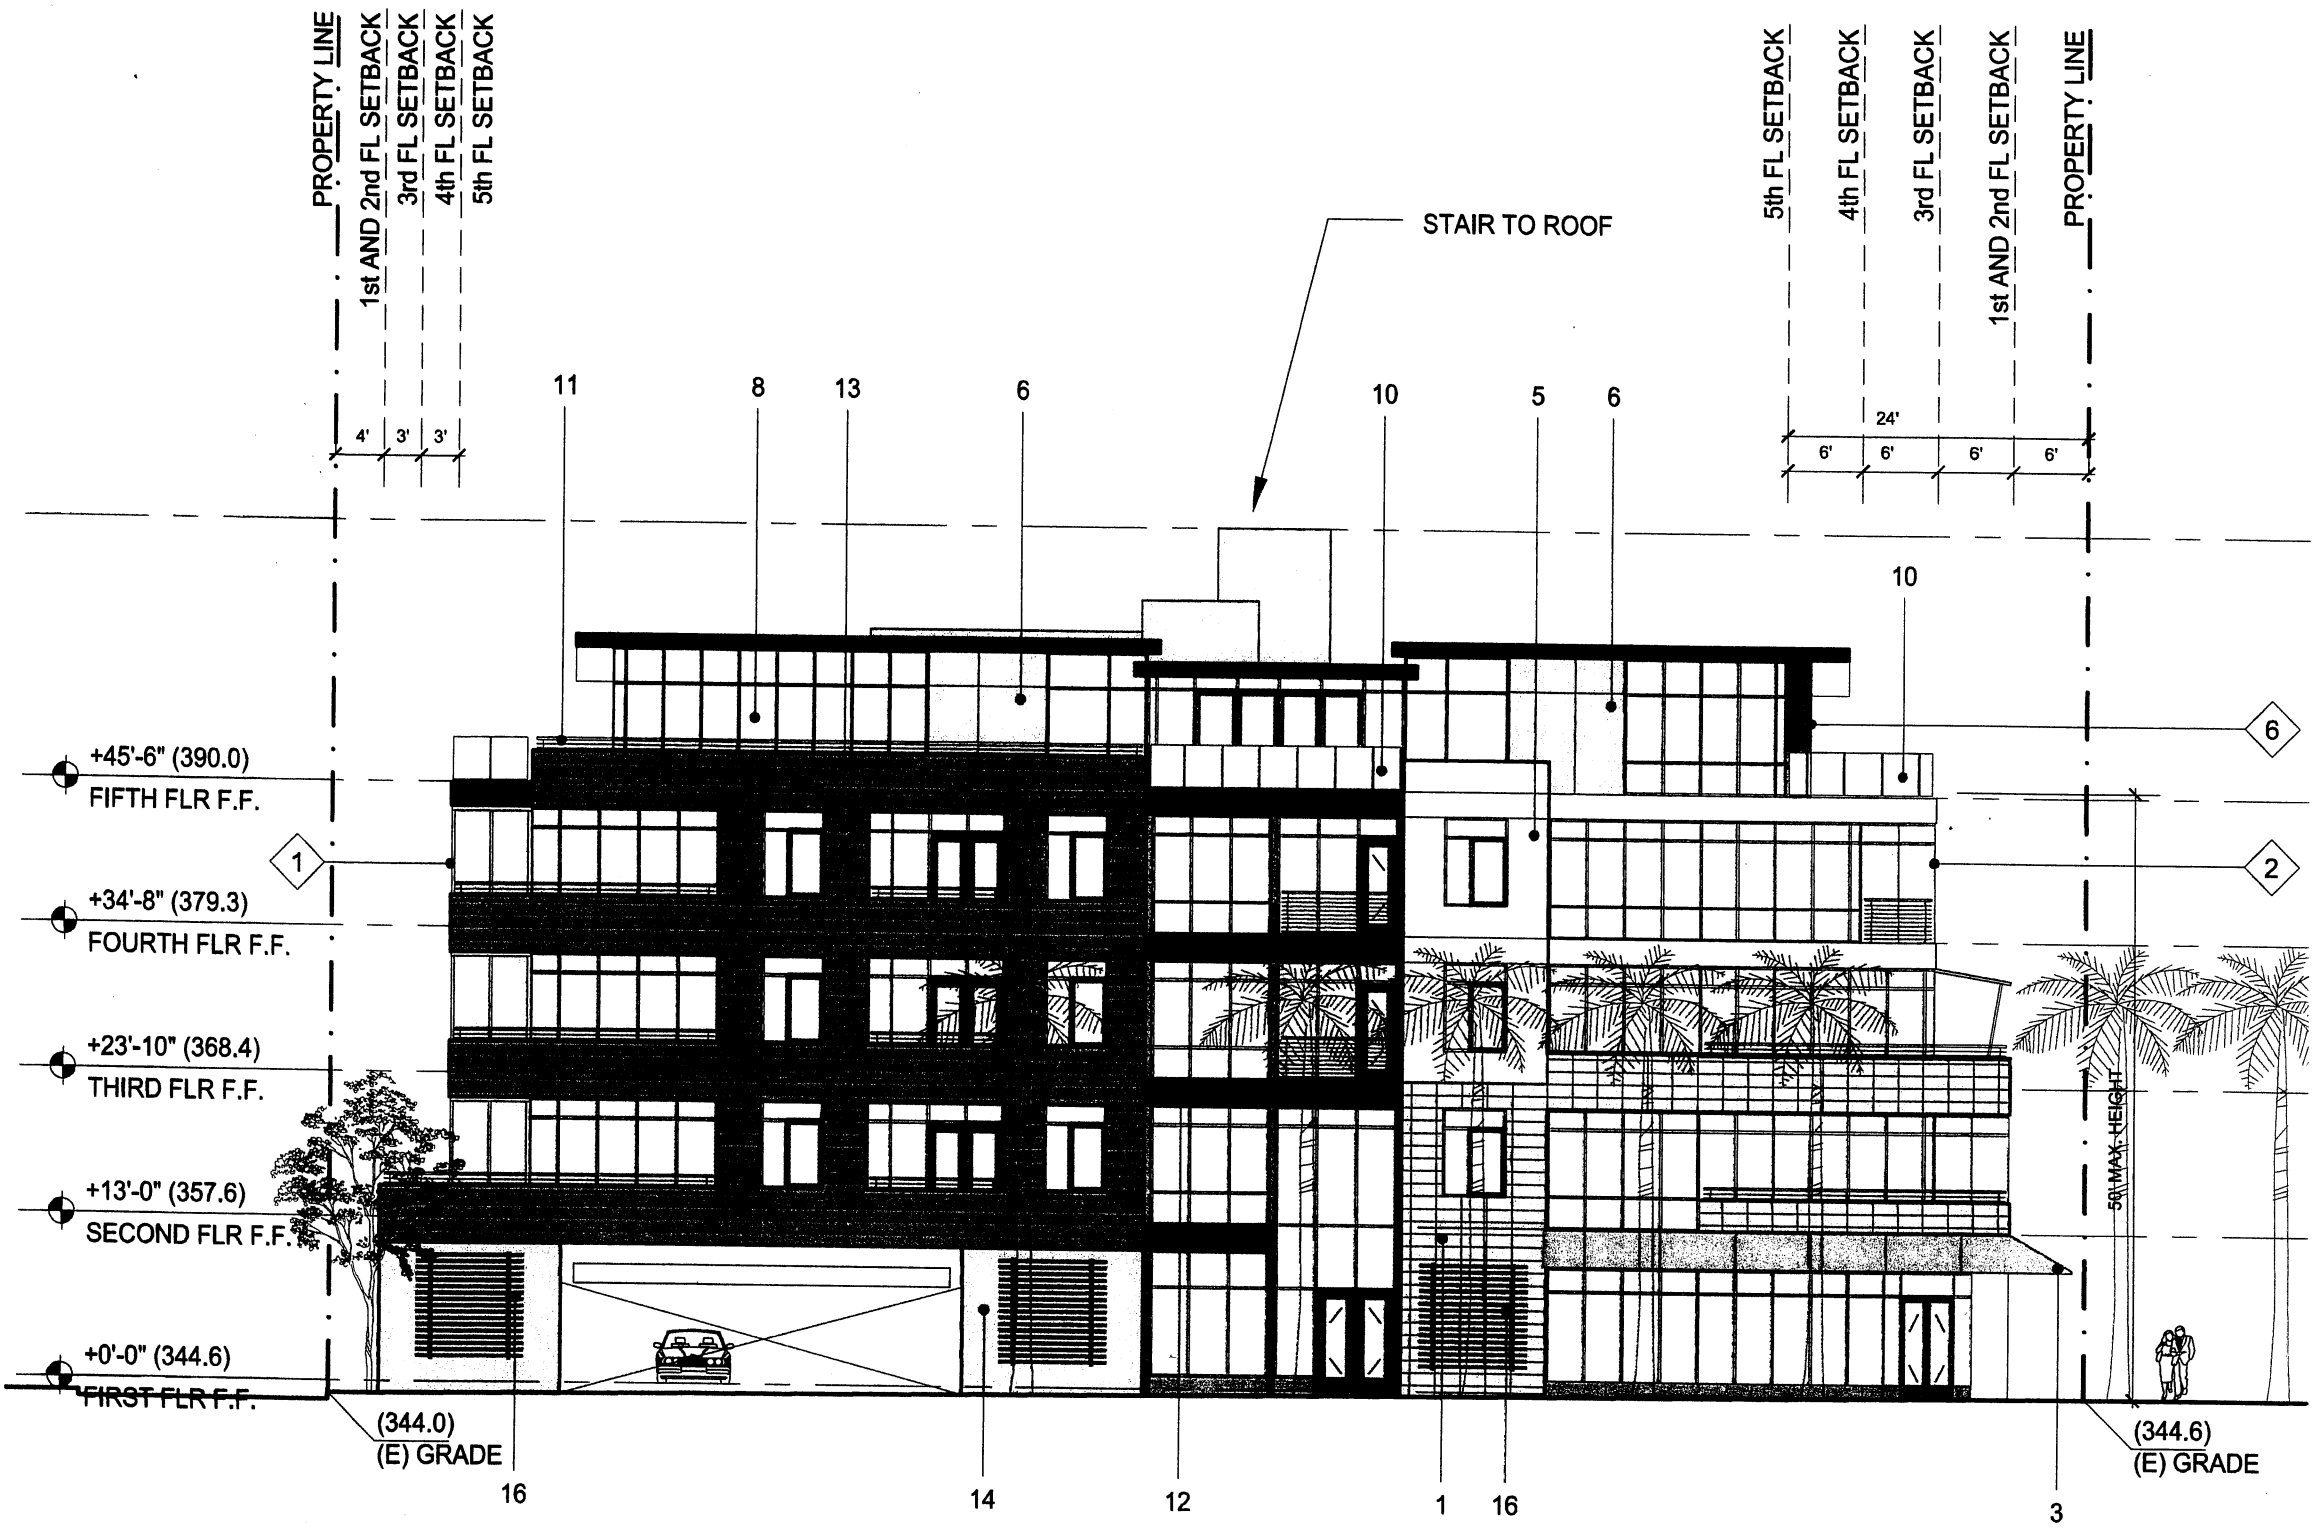 PROPERTY LINE
1st AND 2nd FL SETBACK
3rd FL SETBACK
4th FL SETBACK
5th FL SETBACK
5th FL SETBACK
4th FL SETBACK
3rd FL SETBACK
1st AND 2nd FL SETBACK
PROPERTY LINE
STAIR TO ROOF
11
8
13
6
10
5
6
24'
4'
3'
3'
6'
6'
6'
6'
10
6
+45'-6" (390.0)
FIFTH FLR F.F.
1
2
+34'-8" (379.3)
FOURTH FLR F.F.
+23'-10" (368.4)
THIRD FLR F.F.
50' MAX. HEIGHT
+13'-0" (357.6)
SECOND FLR F.F.
+0'-0" (344.6)
FIRST FLR F.F.
(344.0)
(E) GRADE
(344.6)
(E) GRADE
16
14
12
1
16
3